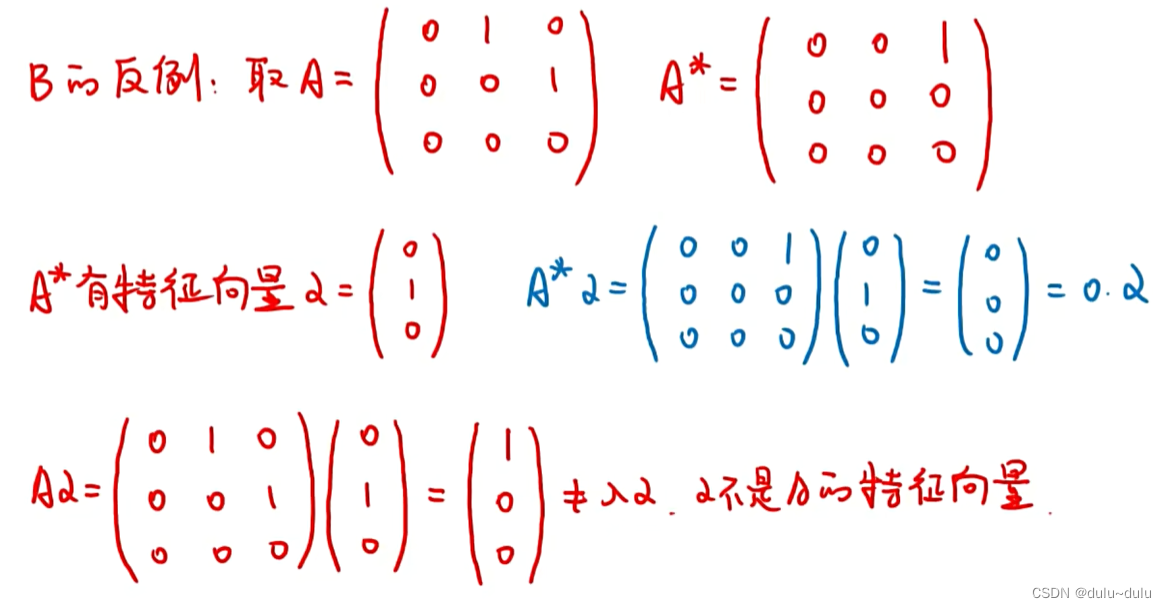 B的反例: 取A = ( 0 1 0 ; 0 0 1 ; 0 0 0 ) A* = ( 0 0 1 ; 0 0 0 ; 0 0 0 )
A*有特征向量α = ( 0 ; 1 ; 0 ) A*α = ( 0 0 1 ; 0 0 0 ; 0 0 0 ) ( 0 ; 1 ; 0 ) = ( 0 ; 0 ; 0 ) = 0·α
Aα = ( 0 1 0 ; 0 0 1 ; 0 0 0 ) ( 0 ; 1 ; 0 ) = ( 1 ; 0 ; 0 ) ≠ λα. α不是A的特征向量.
CSDN @dulu~dulu